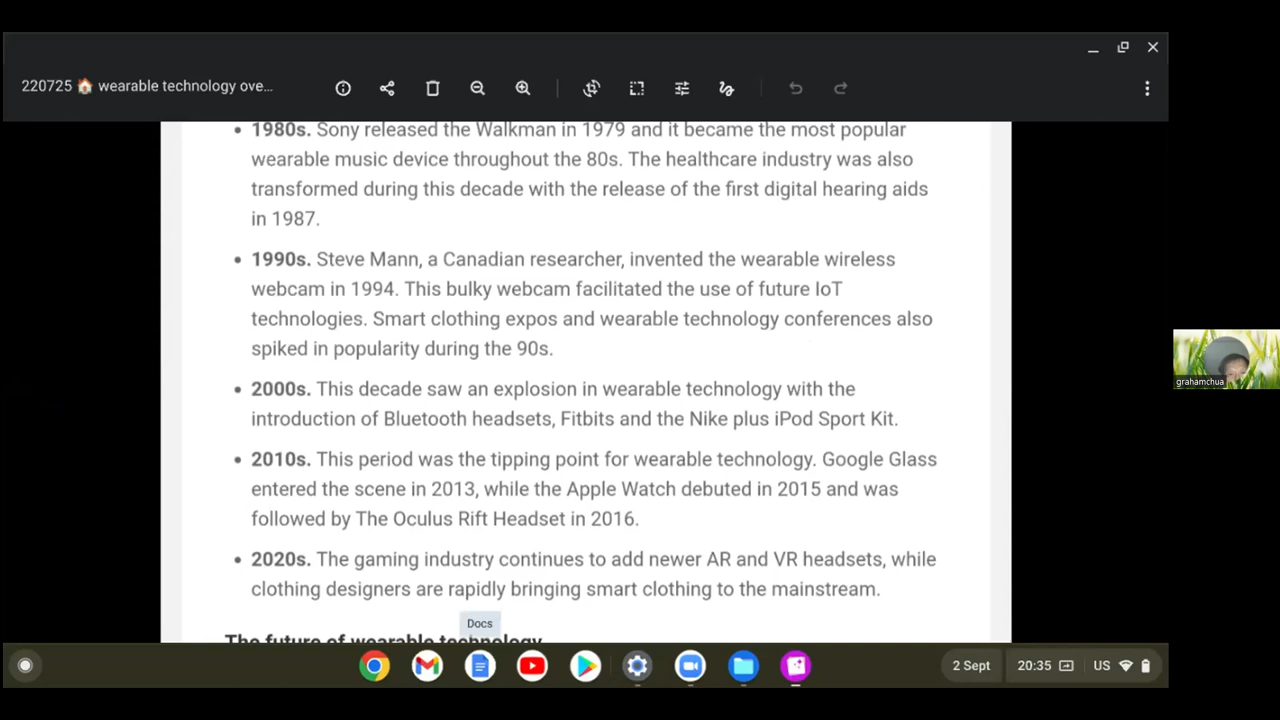 220725 🏠 wearable technology ove...
1980s. Sony released the Walkman in 1979 and it became the most popular
wearable music device throughout the 80s. The healthcare industry was also
transformed during this decade with the release of the first digital hearing aids
in 1987.
1990s. Steve Mann, a Canadian researcher, invented the wearable wireless
webcam in 1994. This bulky webcam facilitated the use of future IoT
technologies. Smart clothing expos and wearable technology conferences also
spiked in popularity during the 90s.
2000s. This decade saw an explosion in wearable technology with the
introduction of Bluetooth headsets, Fitbits and the Nike plus iPod Sport Kit.
2010s. This period was the tipping point for wearable technology. Google Glass
entered the scene in 2013, while the Apple Watch debuted in 2015 and was
followed by The Oculus Rift Headset in 2016.
2020s. The gaming industry continues to add newer AR and VR headsets, while
clothing designers are rapidly bringing smart clothing to the mainstream.
Docs
The future of wearable technology
2 Sept 20:35 US
grahamchua